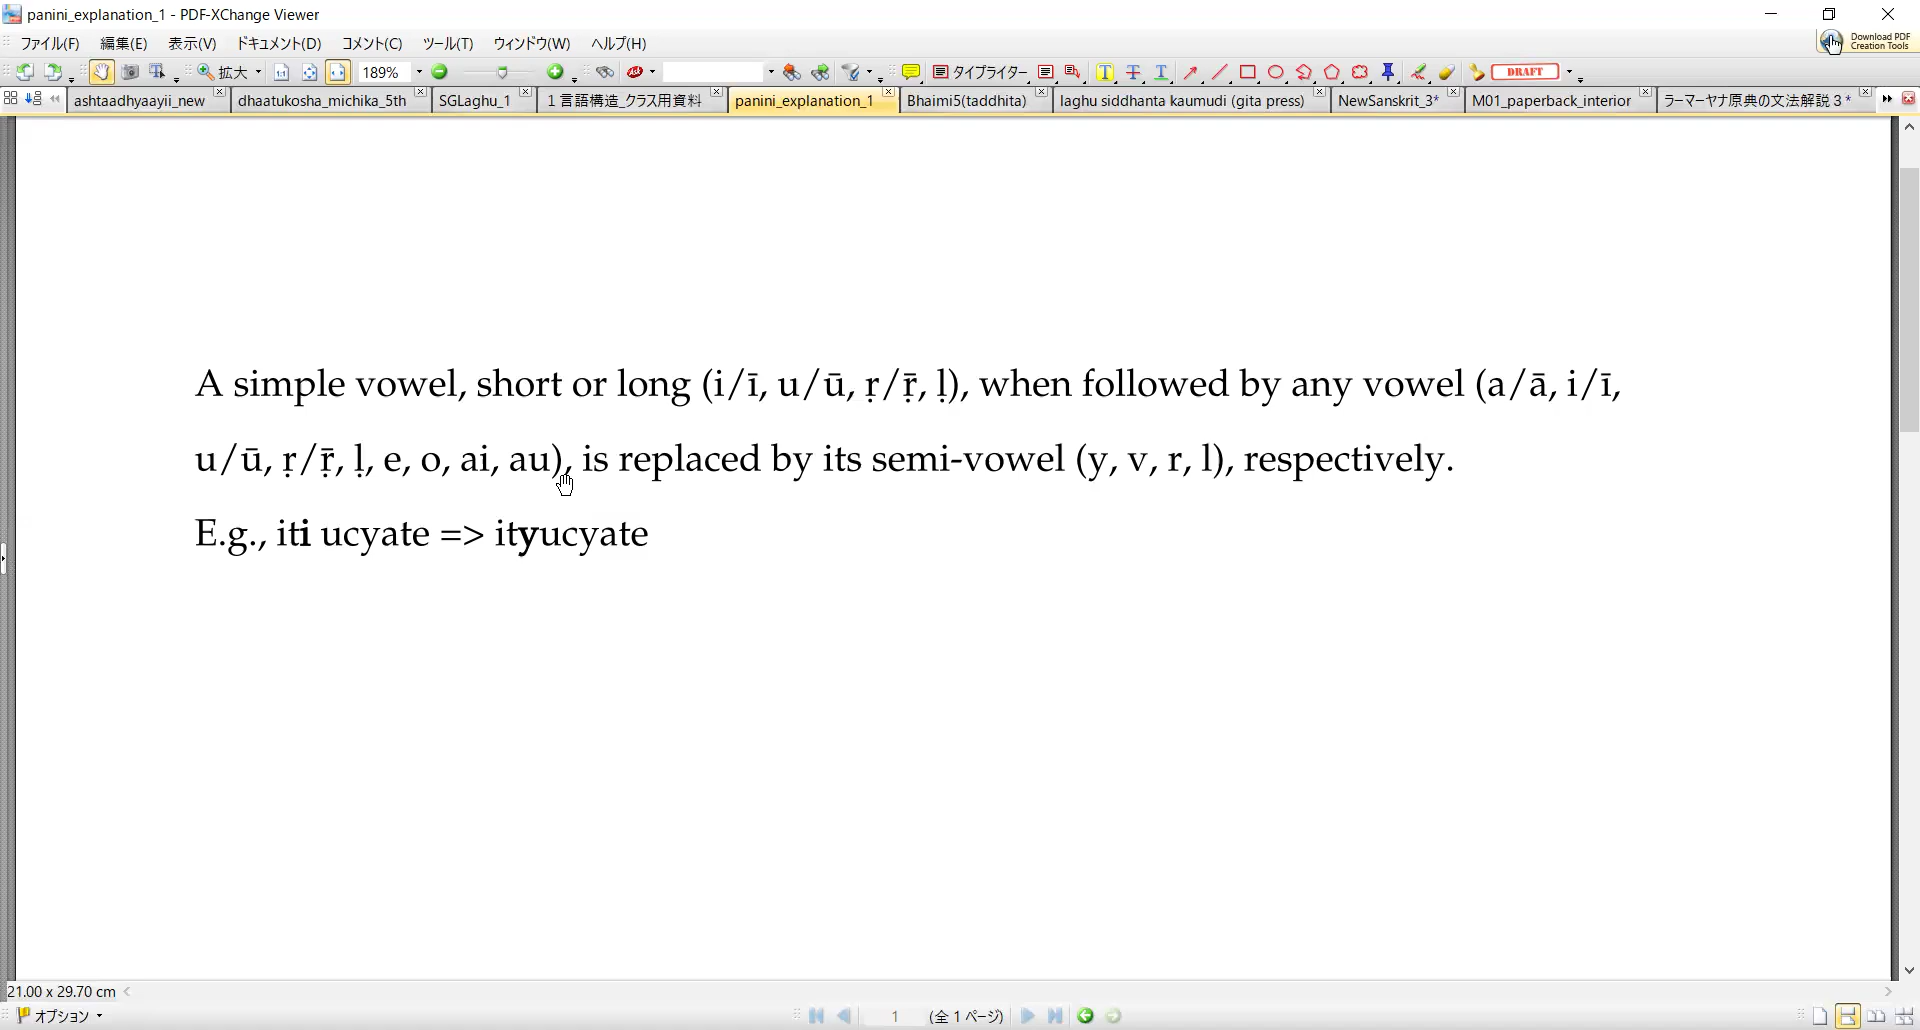 panini_explanation_1 - PDF-XChange Viewer
ファイル(F) 編集(E) 表示(V) ドキュメント(D) コメント(C) ツール(T) ウィンドウ(W) ヘルプ(H)
Download PDF
Creation Tools
拡大 189% タイプライター DRAFT
ashtaadhyaayii_new dhaatukosha_michika_5th SGLaghu_1 1 言語構造_クラス用資料 panini_explanation_1 Bhaimi5(taddhita) laghu siddhanta kaumudi (gita press) NewSanskrit_3* M01_paperback_interior ラーマーヤナ原典の文法解説 3 *
A simple vowel, short or long (i/ī, u/ū, ṛ/ṝ, ḷ), when followed by any vowel (a/ā, i/ī,
u/ū, ṛ/ṝ, ḷ, e, o, ai, au), is replaced by its semi-vowel (y, v, r, l), respectively.
E.g., iti ucyate => ityucyate
21.00 x 29.70 cm
オプション 1 (全 1 ページ)